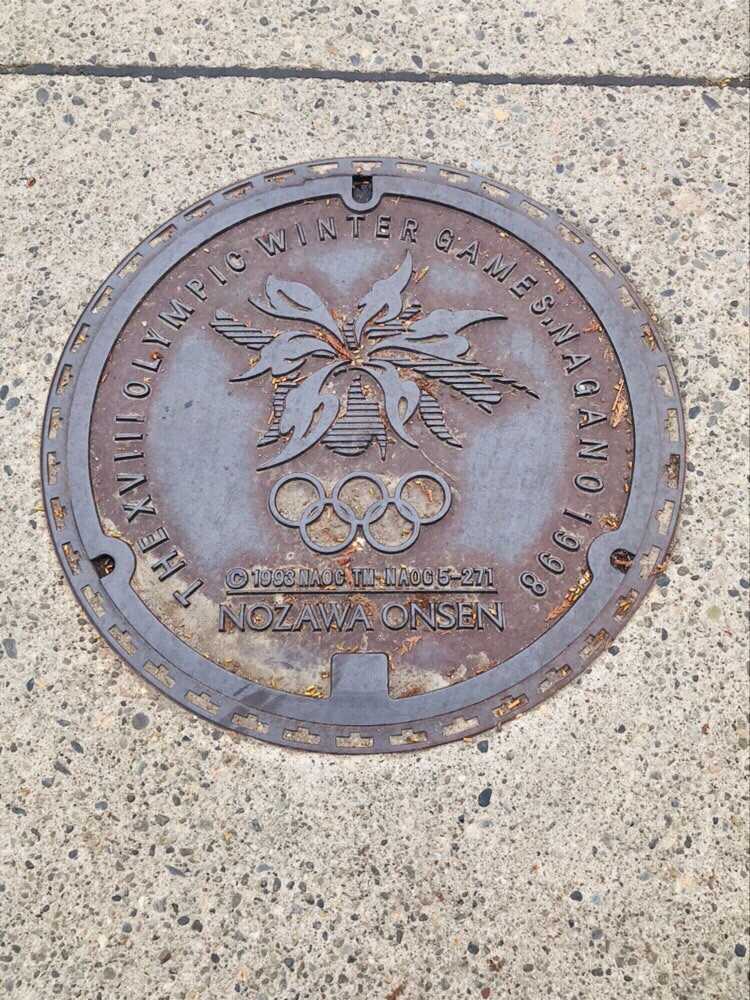 THE XVIII OLYMPIC WINTER GAMES, NAGANO 1998
© 1993 NAOC TM NAOC 5-271
NOZAWA ONSEN